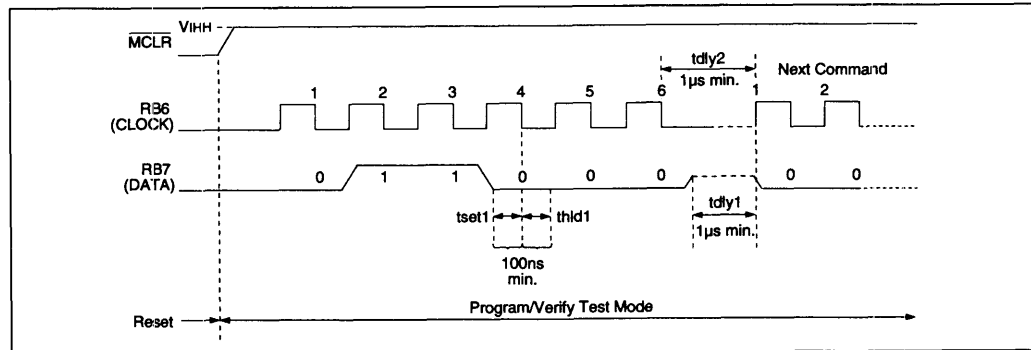 VIHH
MCLR
tdly2
1µs min.
Next Command
1 2 3 4 5 6 1 2
RB6
(CLOCK)
RB7
(DATA)
0 1 1 0 0 0 0 0
tset1
thld1
tdly1
1µs min.
100ns
min.
Program/Verify Test Mode
Reset